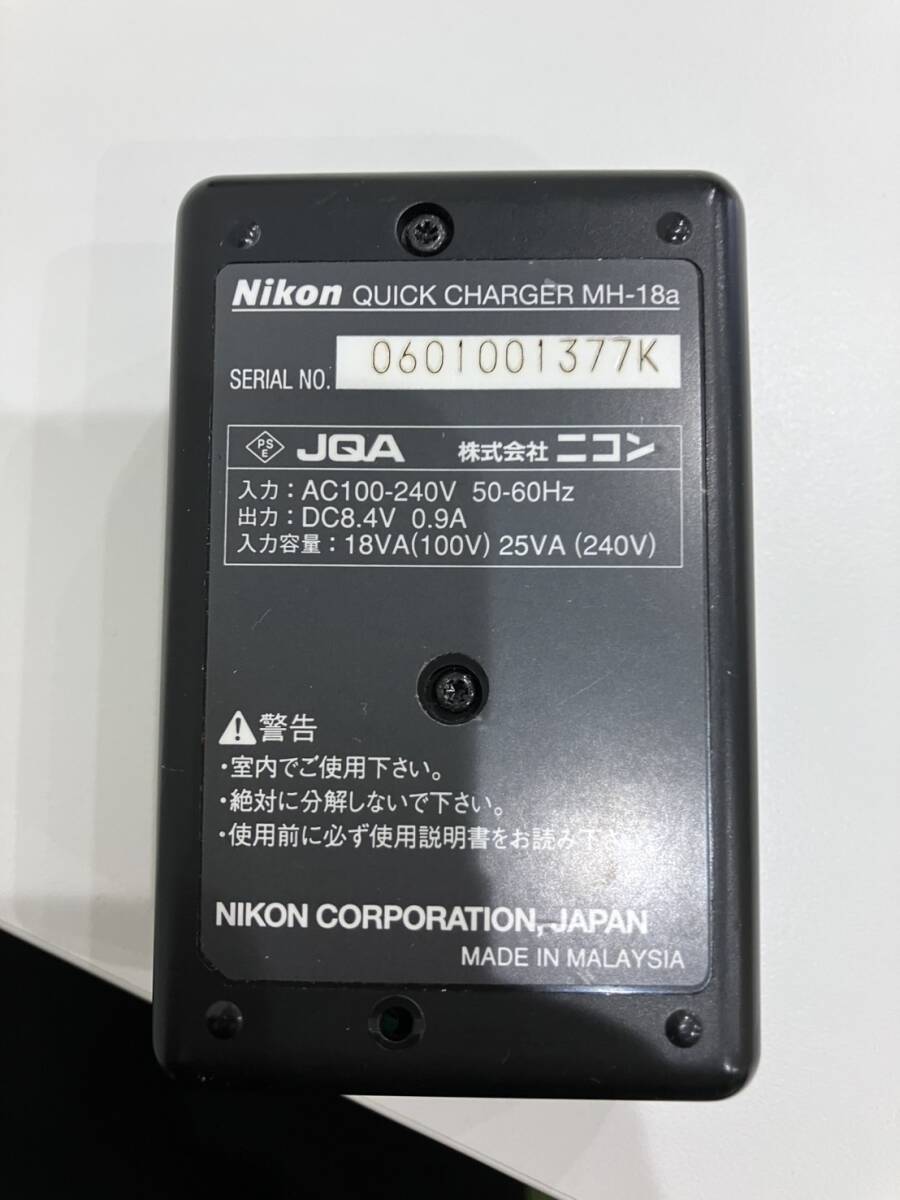 Nikon QUICK CHARGER MH-18a
SERIAL NO. 0601001377K
PSE JQA 株式会社 ニコン
入力：AC100-240V 50-60Hz
出力：DC8.4V 0.9A
入力容量：18VA(100V) 25VA (240V)
警告
・室内でご使用下さい。
・絶対に分解しないで下さい。
・使用前に必ず使用説明書をお読み下さい。
NIKON CORPORATION, JAPAN
MADE IN MALAYSIA